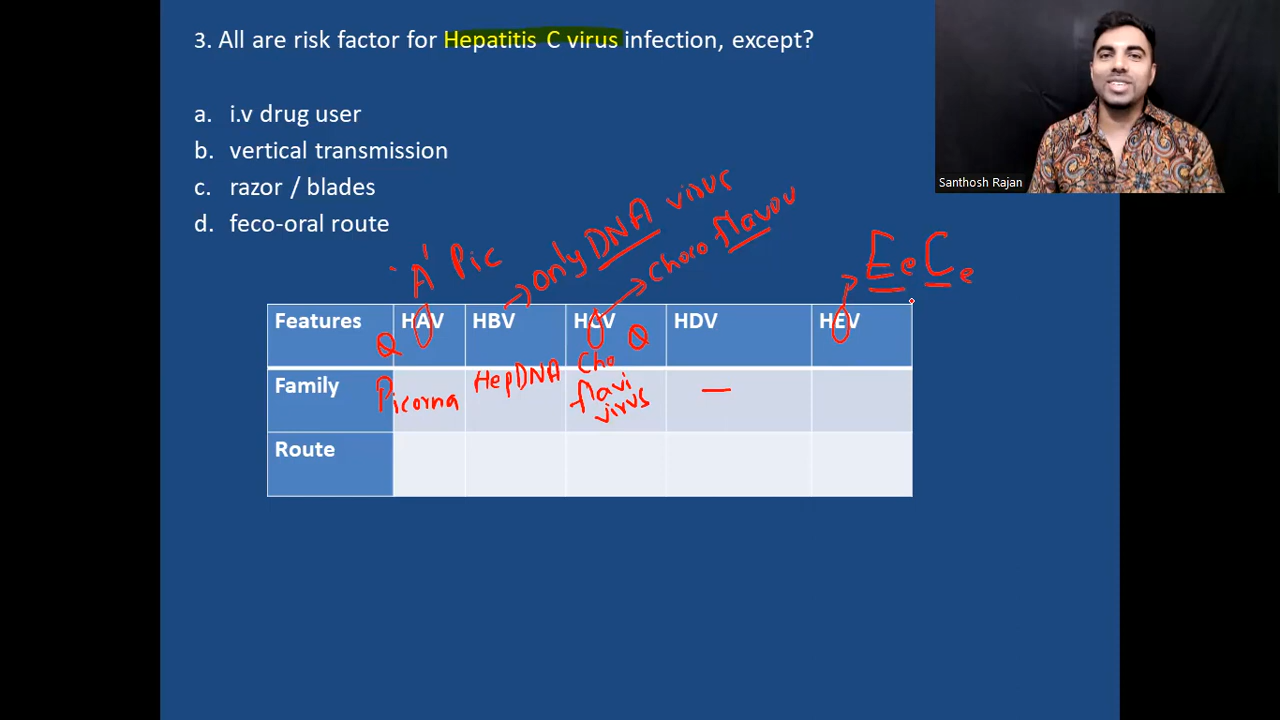 3. All are risk factor for Hepatitis C virus infection, except?
a. i.v drug user
b. vertical transmission
c. razor / blades
d. feco-oral route
Santhosh Rajan
'A' Pic
only DNA virus
Choco flavou
EeCe
Features HAV HBV HCV HDV HEV
Q Q
Family Picorna HepDNA Cho flavi virus —
Route